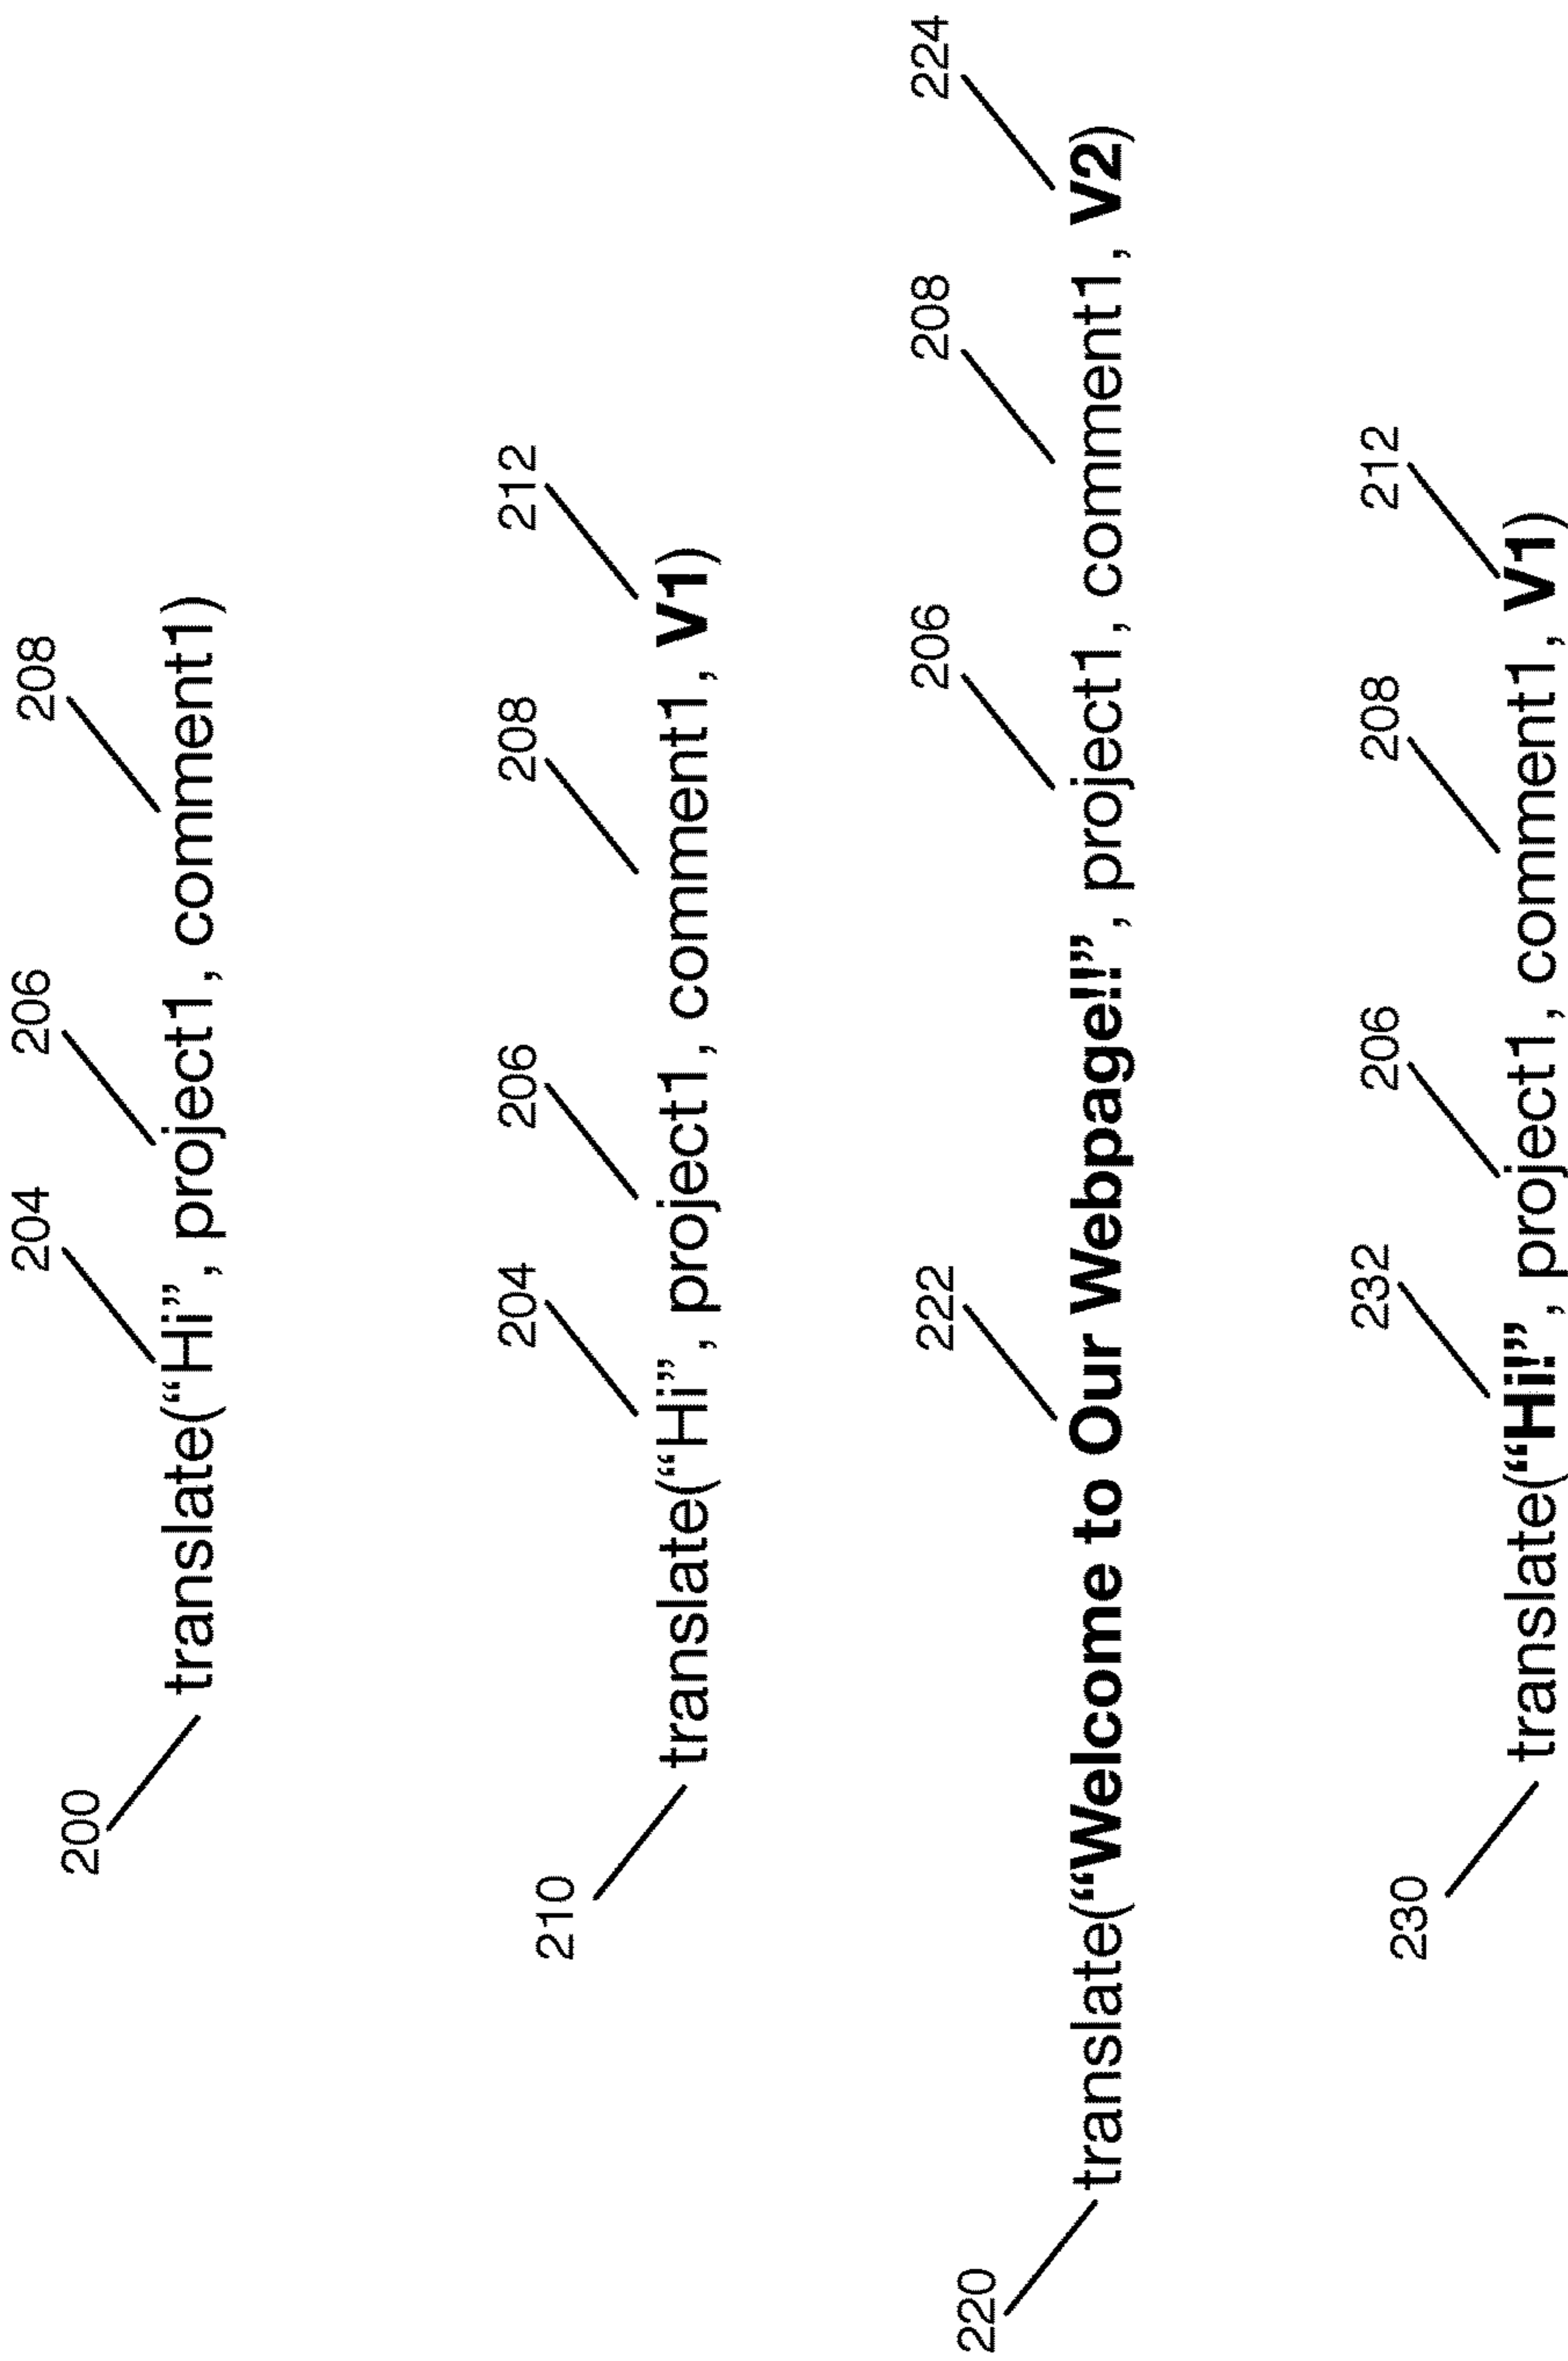 204 206 208
200 translate(“Hi”, project1, comment1)
204 206 208 212
210 translate(“Hi”, project1, comment1, V1)
222 206 208 224
220 translate(“Welcome to Our Webpage!!”, project1, comment1, V2)
232 206 208 212
230 translate(“Hi!”, project1, comment1, V1)